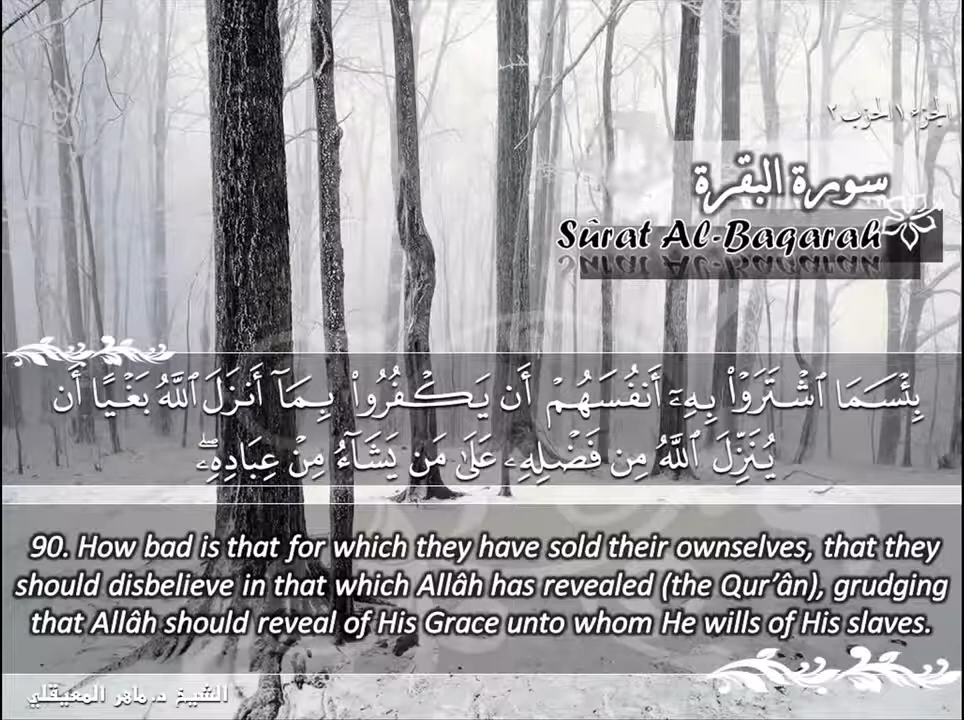 الجزء ١ الحزب ٢
سورة البقرة
Sûrat Al-Baqarah
بِئْسَمَا ٱشْتَرَوْا۟ بِهِۦٓ أَنفُسَهُمْ أَن يَكْفُرُوا۟ بِمَآ أَنزَلَ ٱللَّهُ بَغْيًا أَن
يُنَزِّلَ ٱللَّهُ مِن فَضْلِهِۦ عَلَىٰ مَن يَشَآءُ مِنْ عِبَادِهِۦ ۖ
90. How bad is that for which they have sold their ownselves, that they
should disbelieve in that which Allâh has revealed (the Qur’ân), grudging
that Allâh should reveal of His Grace unto whom He wills of His slaves.
الشيخ د. ماهر المعيقلي